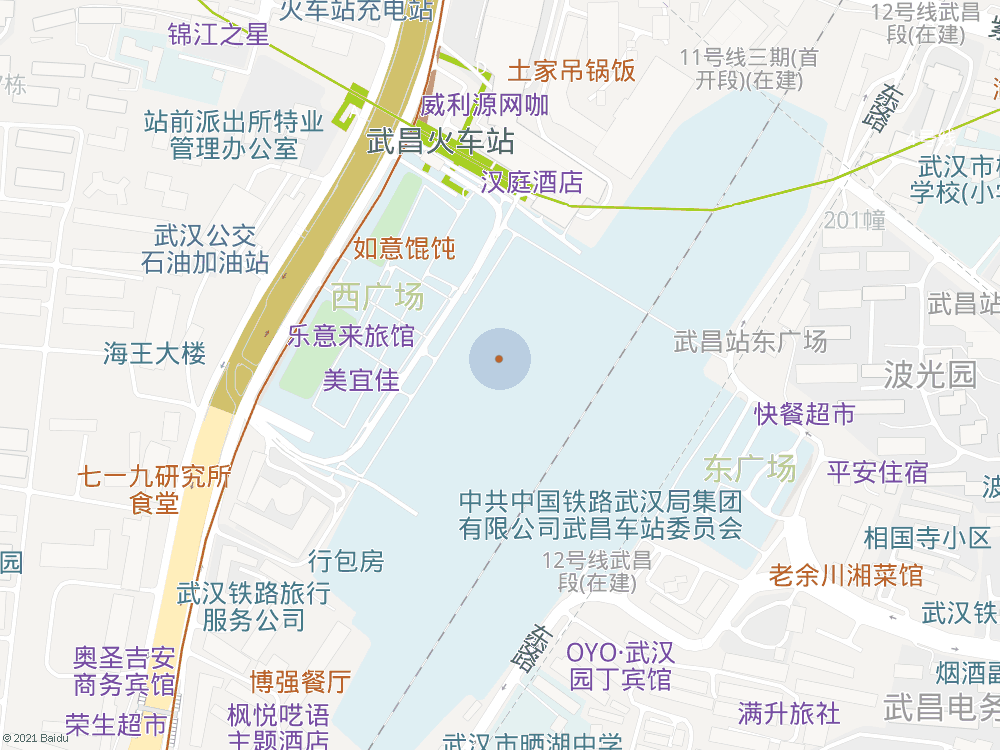 火车站充电站
12号线武昌
段(在建)
锦江之星
11号线三期(首
开段)(在建)
土家吊锅饭
栋
威利源网咖
东路
站前派出所特业
管理办公室
武昌火车站
汉庭酒店
武汉市
学校(小学
201幢
武汉公交
石油加油站
如意馄饨
西广场
武昌站
乐意来旅馆
武昌站东广场
海王大楼
美宜佳
波光园
快餐超市
七一九研究所
食堂
东广场
平安住宿
波
中共中国铁路武汉局集团
有限公司武昌车站委员会
相国寺小区
园
行包房
12号线武昌
段(在建)
老余川湘菜馆
武汉铁路旅行
服务公司
武汉铁
东路
奥圣吉安
商务宾馆
OYO·武汉
园丁宾馆
烟酒副
博强餐厅
荣生超市
枫悦呓语
主题酒店
满升旅社
武昌电务
武汉市晒湖中学
© 2021 Baidu